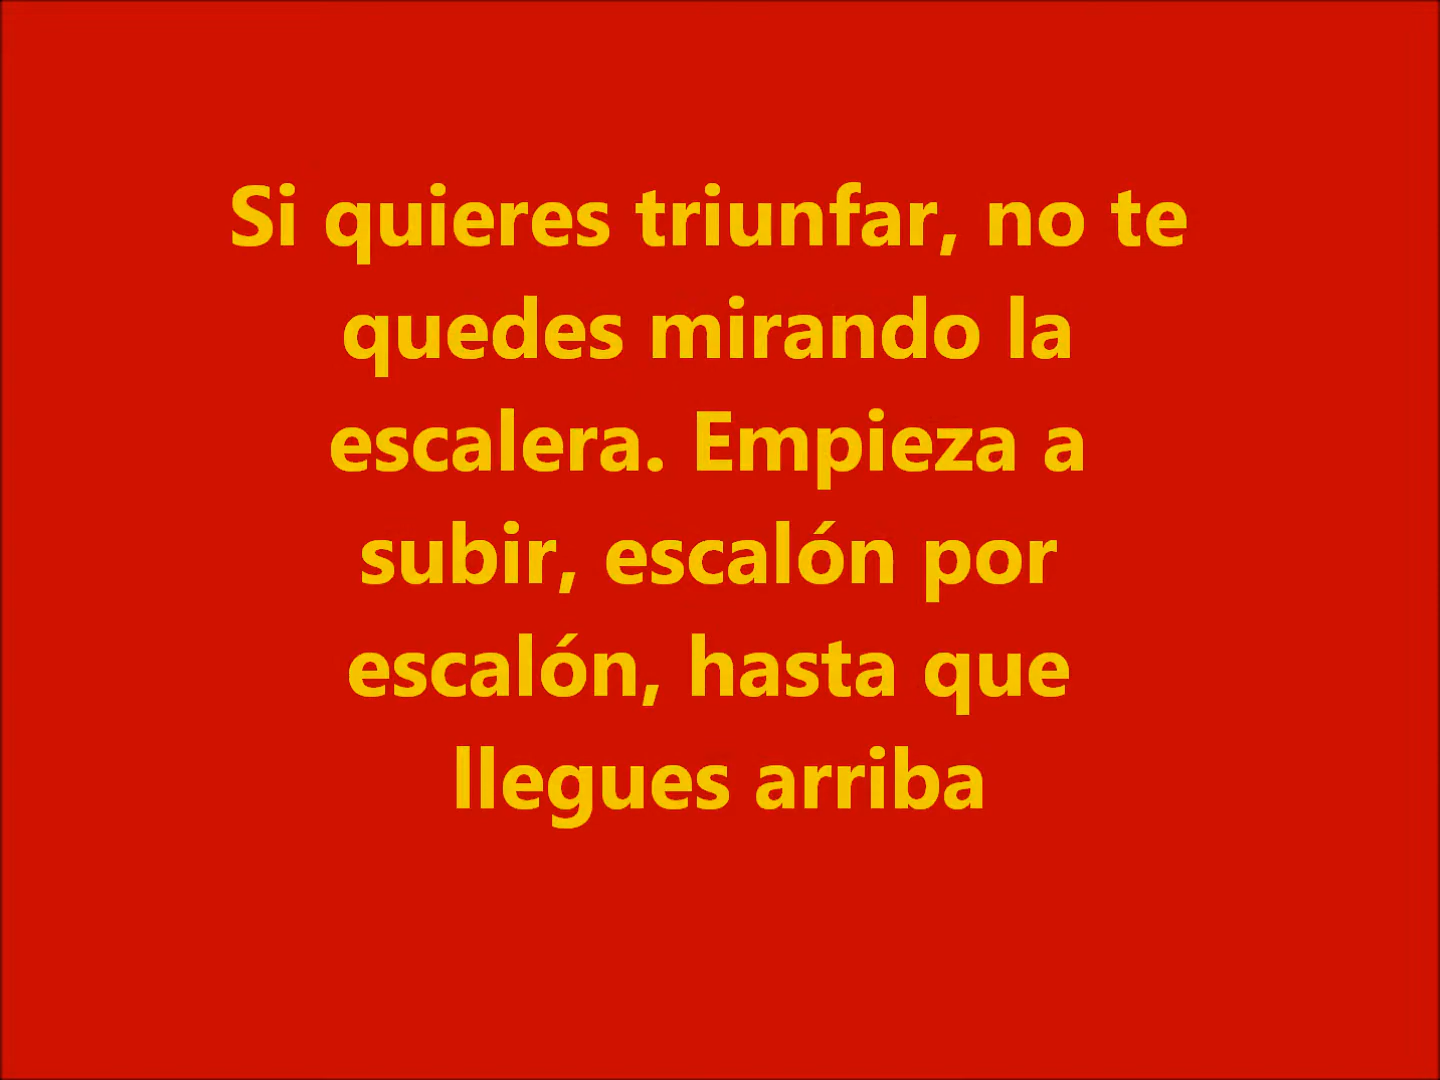 Si quieres triunfar, no te
quedes mirando la
escalera. Empieza a
subir, escalón por
escalón, hasta que
llegues arriba